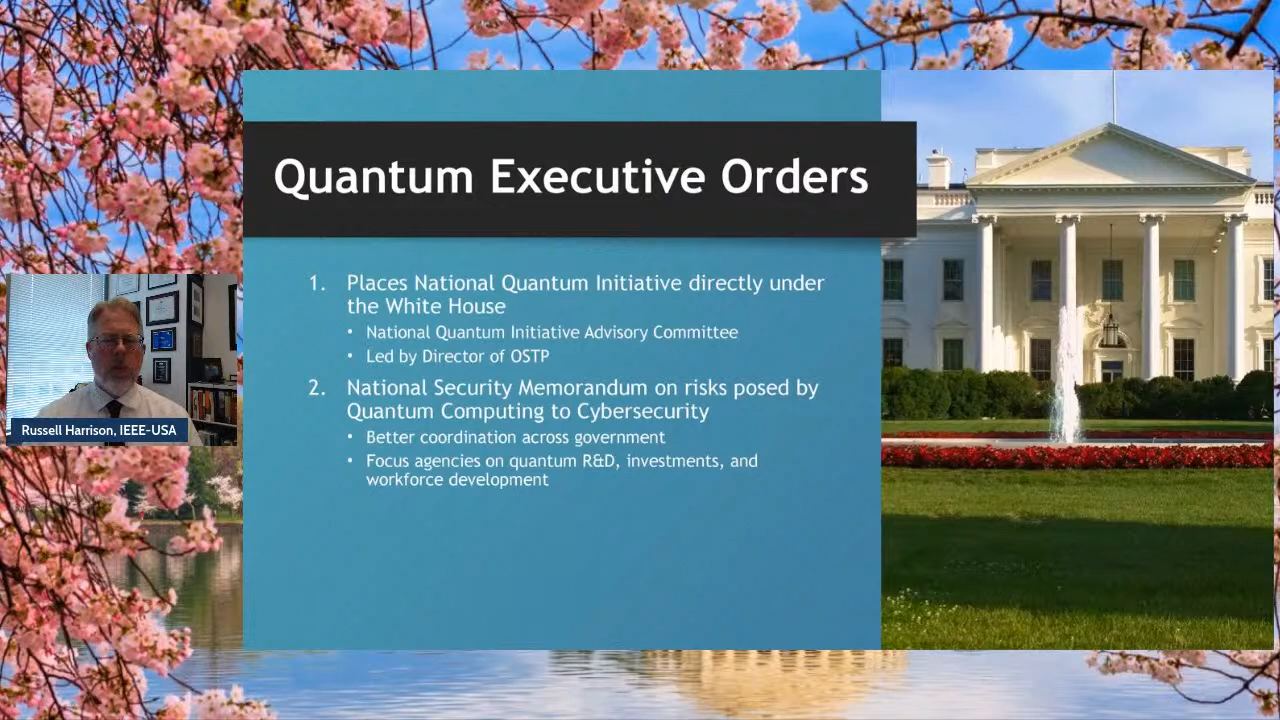 Quantum Executive Orders
1. Places National Quantum Initiative directly under
the White House
• National Quantum Initiative Advisory Committee
• Led by Director of OSTP
2. National Security Memorandum on risks posed by
Quantum Computing to Cybersecurity
• Better coordination across government
• Focus agencies on quantum R&D, investments, and
workforce development
Russell Harrison, IEEE-USA